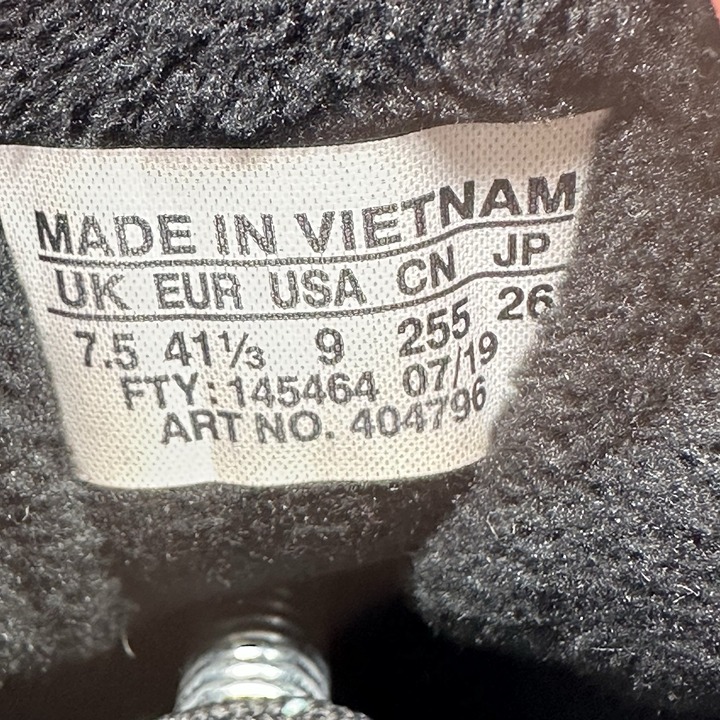 MADE IN VIETNAM
UK EUR USA CN JP
7.5 41⅓ 9 255 26
FTY: 145464 07/19
ART NO. 404796